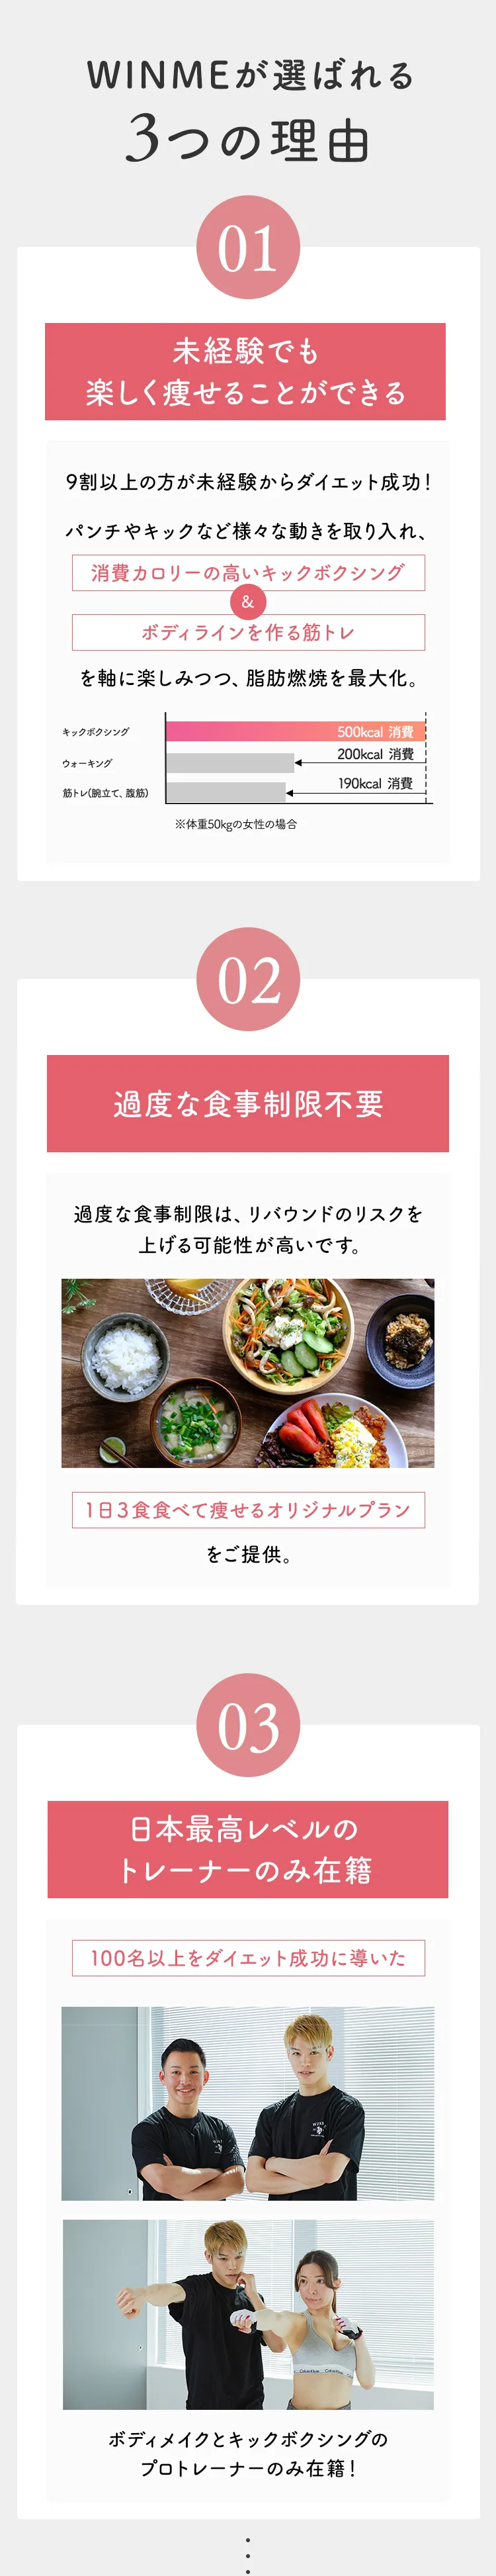 WINMEが選ばれる
3つの理由
01
未経験でも
楽しく痩せることができる
9割以上の方が未経験からダイエット成功！
パンチやキックなど様々な動きを取り入れ、
消費カロリーの高いキックボクシング
&
ボディラインを作る筋トレ
を軸に楽しみつつ、脂肪燃焼を最大化。
キックボクシング 500kcal 消費
ウォーキング 200kcal 消費
筋トレ(腕立て、腹筋) 190kcal 消費
※体重50kgの女性の場合
02
過度な食事制限不要
過度な食事制限は、リバウンドのリスクを
上げる可能性が高いです。
1日3食食べて痩せるオリジナルプラン
をご提供。
03
日本最高レベルの
トレーナーのみ在籍
100名以上をダイエット成功に導いた
ボディメイクとキックボクシングの
プロトレーナーのみ在籍！